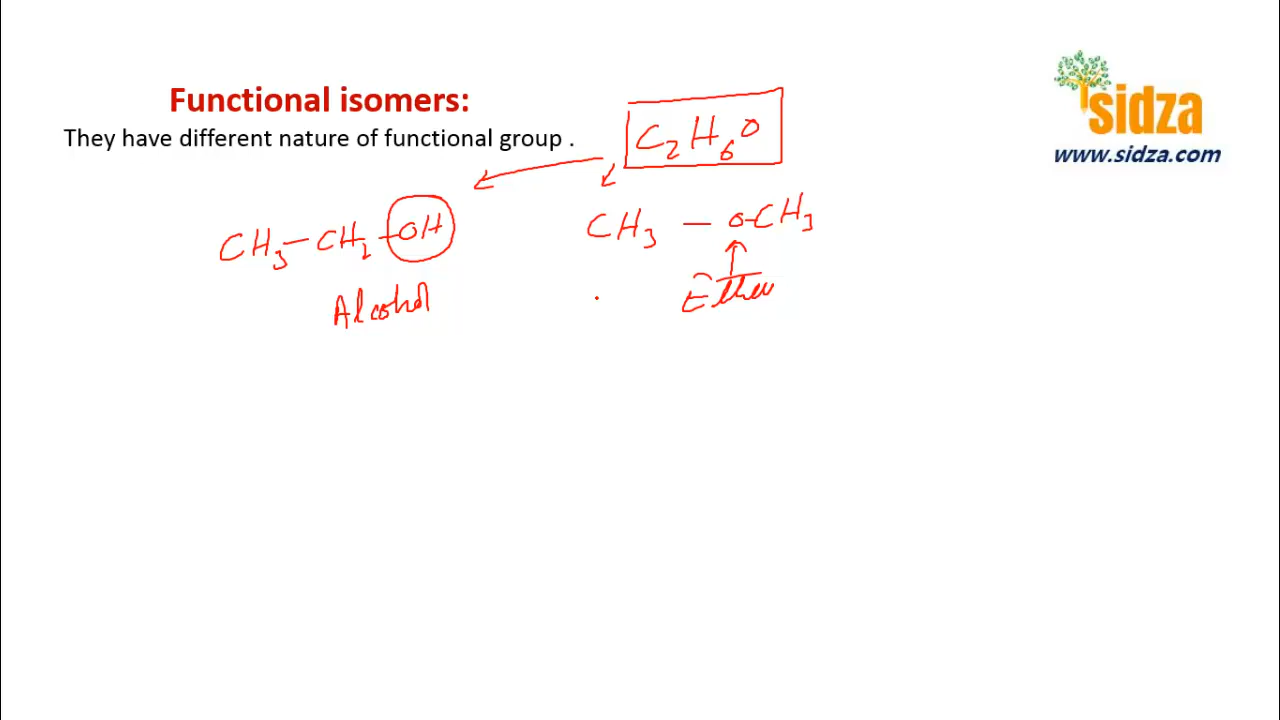 Functional isomers:
They have different nature of functional group .
C2H6O
sidza
www.sidza.com
CH3-CH2-OH
CH3 - O-CH3
Alcohol
Ether